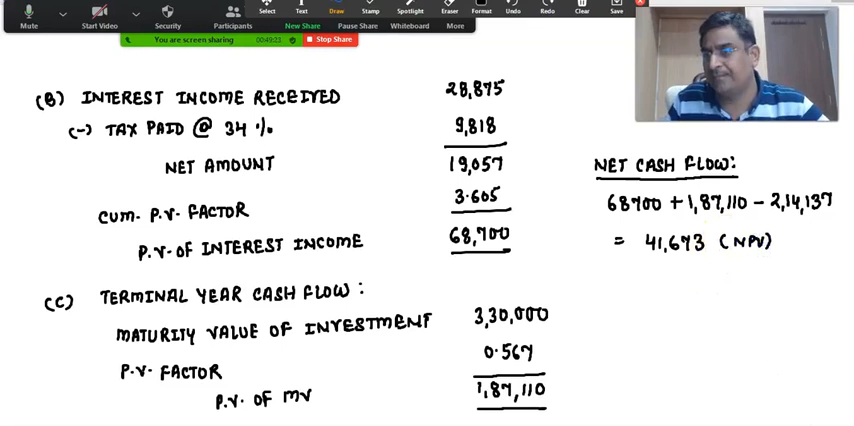 Mute
Start Video
Security
Participants
New Share
Pause Share
Whiteboard
More
Select
Text
Draw
Stamp
Spotlight
Eraser
Format
Undo
Redo
Clear
Save
You are screen sharing
00:49:23
Stop Share
(B) INTEREST INCOME RECEIVED 28,875
(-) TAX PAID @ 34 % 9,818
NET AMOUNT 19,057
CUM- P.V. FACTOR 3.605
P.V. OF INTEREST INCOME 68,700
(C) TERMINAL YEAR CASH FLOW:
MATURITY VALUE OF INVESTMENT 3,30,000
P.V. FACTOR 0.567
P.V. OF MV 1,87,110
NET CASH FLOW:
68700 + 1,87,110 - 2,14,137
= 41,673 (NPV)